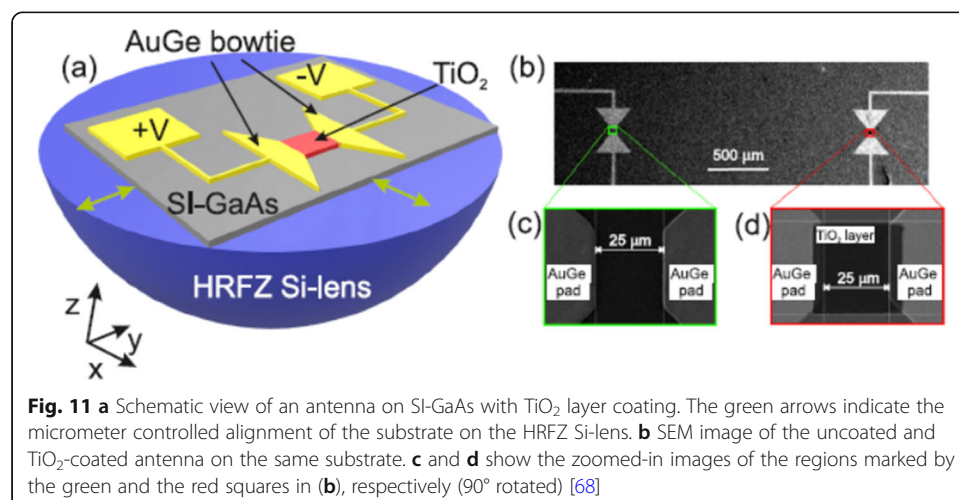 AuGe bowtie
(a)
TiO₂
-V
+V
SI-GaAs
HRFZ Si-lens
z
y
x
(b)
500 µm
(c)
25 µm
AuGe pad
AuGe pad
(d)
TiO₂ layer
AuGe pad
25 µm
AuGe pad
Fig. 11 a Schematic view of an antenna on SI-GaAs with TiO₂ layer coating. The green arrows indicate the
micrometer controlled alignment of the substrate on the HRFZ Si-lens. b SEM image of the uncoated and
TiO₂-coated antenna on the same substrate. c and d show the zoomed-in images of the regions marked by
the green and the red squares in (b), respectively (90° rotated) [68]